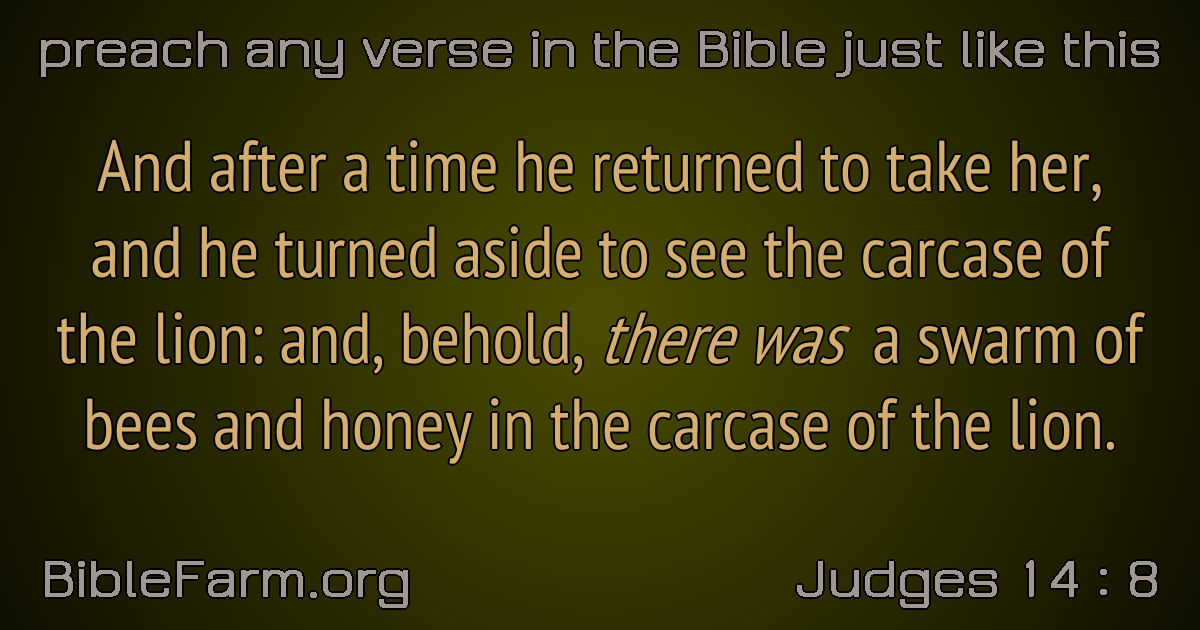 preach any verse in the Bible just like this
And after a time he returned to take her,
and he turned aside to see the carcase of
the lion: and, behold, there was a swarm of
bees and honey in the carcase of the lion.
BibleFarm.org
Judges 14 : 8